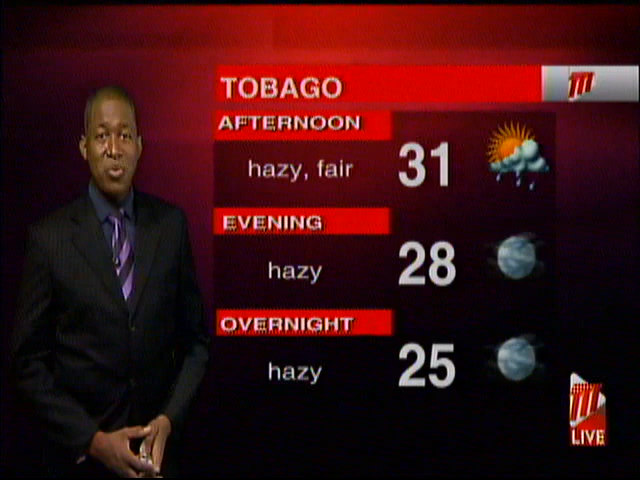 TOBAGO
AFTERNOON
hazy, fair
31
EVENING
hazy
28
OVERNIGHT
hazy
25
LIVE